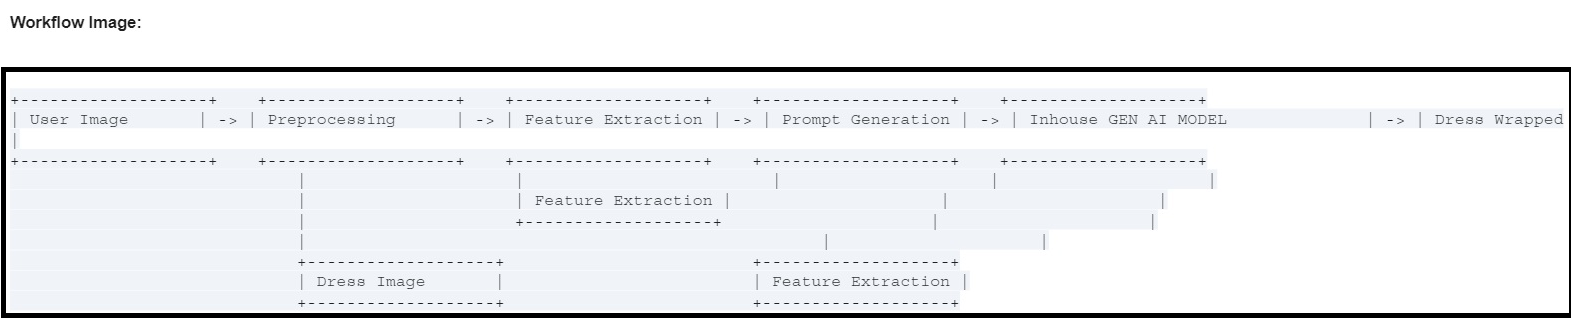 Workflow Image:
+-------------------+ +-------------------+ +-------------------+ +-------------------+ +-------------------+
| User Image | -> | Preprocessing | -> | Feature Extraction | -> | Prompt Generation | -> | Inhouse GEN AI MODEL | -> | Dress Wrapped
|
+-------------------+ +-------------------+ +-------------------+ +-------------------+ +-------------------+
| | | | |
| | Feature Extraction | | |
| +-------------------+ | |
| | |
+-------------------+ +-------------------+
| Dress Image | | Feature Extraction |
+-------------------+ +-------------------+